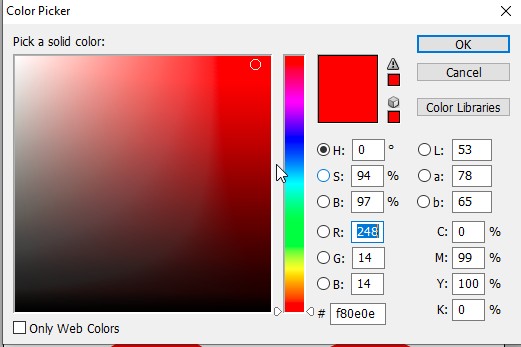 Color Picker
Pick a solid color:
OK
Cancel
Color Libraries
H: 0 °
S: 94 %
B: 97 %
R: 248
G: 14
B: 14
# f80e0e
L: 53
a: 78
b: 65
C: 0 %
M: 99 %
Y: 100 %
K: 0 %
Only Web Colors